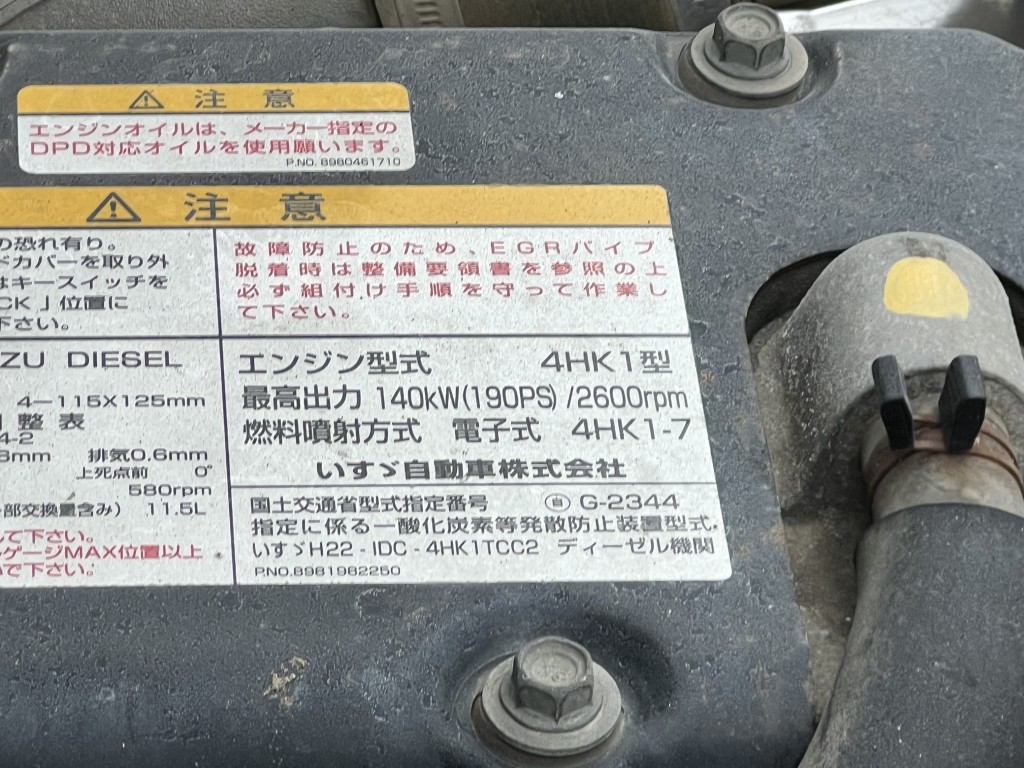 ⚠ 注意
エンジンオイルは、メーカー指定の
DPD対応オイルを使用願います。
P.NO. 8980461710
⚠ 注意
の恐れ有り。
ドカバーを取り外
はキースイッチを
CK」位置に
下さい。
故障防止のため、EGRパイプ
脱着時は整備要領書を参照の上
必ず組付け手順を守って作業し
て下さい。
ZU DIESEL
4－115X125mm
整表
4-2
8mm 排気0.6mm
上死点前 0°
580rpm
部交換量含み） 11.5L
して下さい。
ルゲージMAX位置以上
いで下さい。
エンジン型式 4HK1型
最高出力 140kW(190PS) /2600rpm
燃料噴射方式 電子式 4HK1-7
いすゞ自動車株式会社
国土交通省型式指定番号 ㊀自 G-2344
指定に係る一酸化炭素等発散防止装置型式．
いすゞH22 - IDC - 4HK1TCC2 ディーゼル機関
P.NO.8981982250